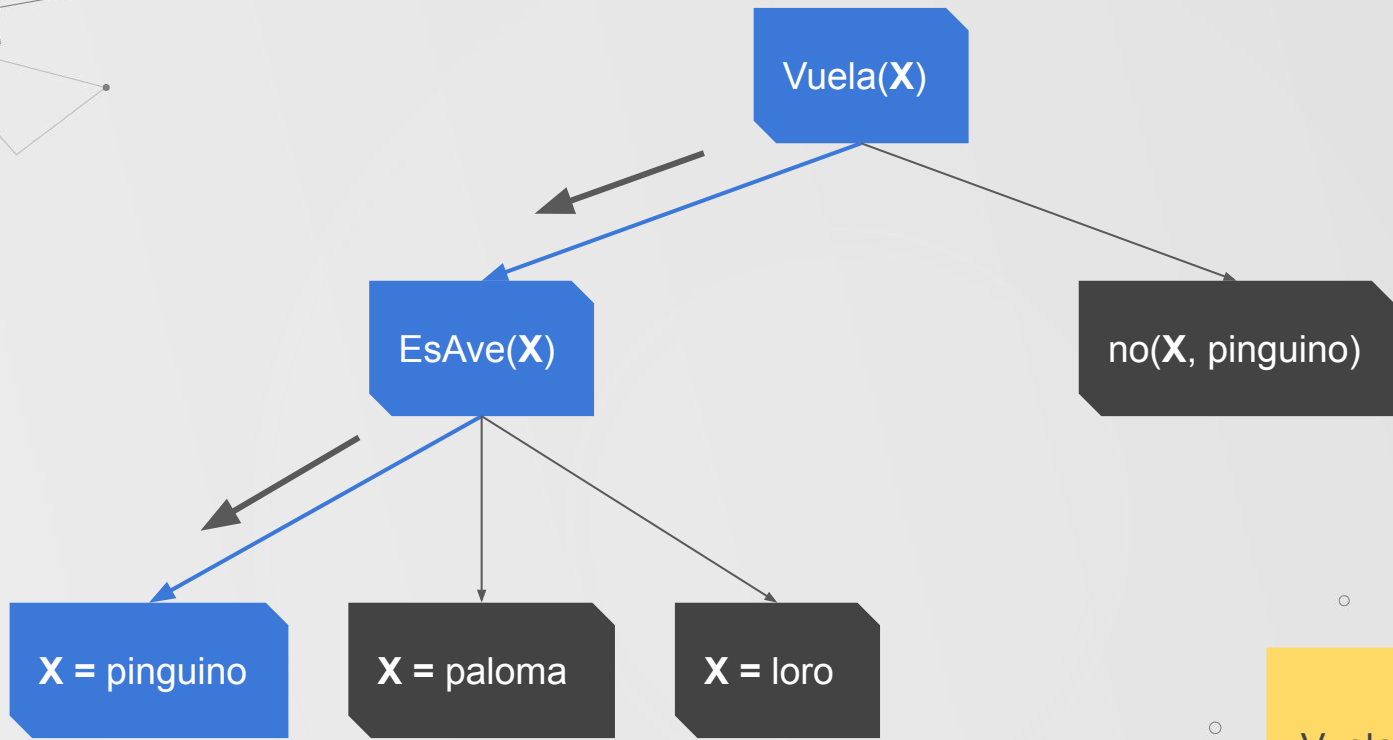 Vuela(X)
EsAve(X)
no(X, pinguino)
X = pinguino
X = paloma
X = loro